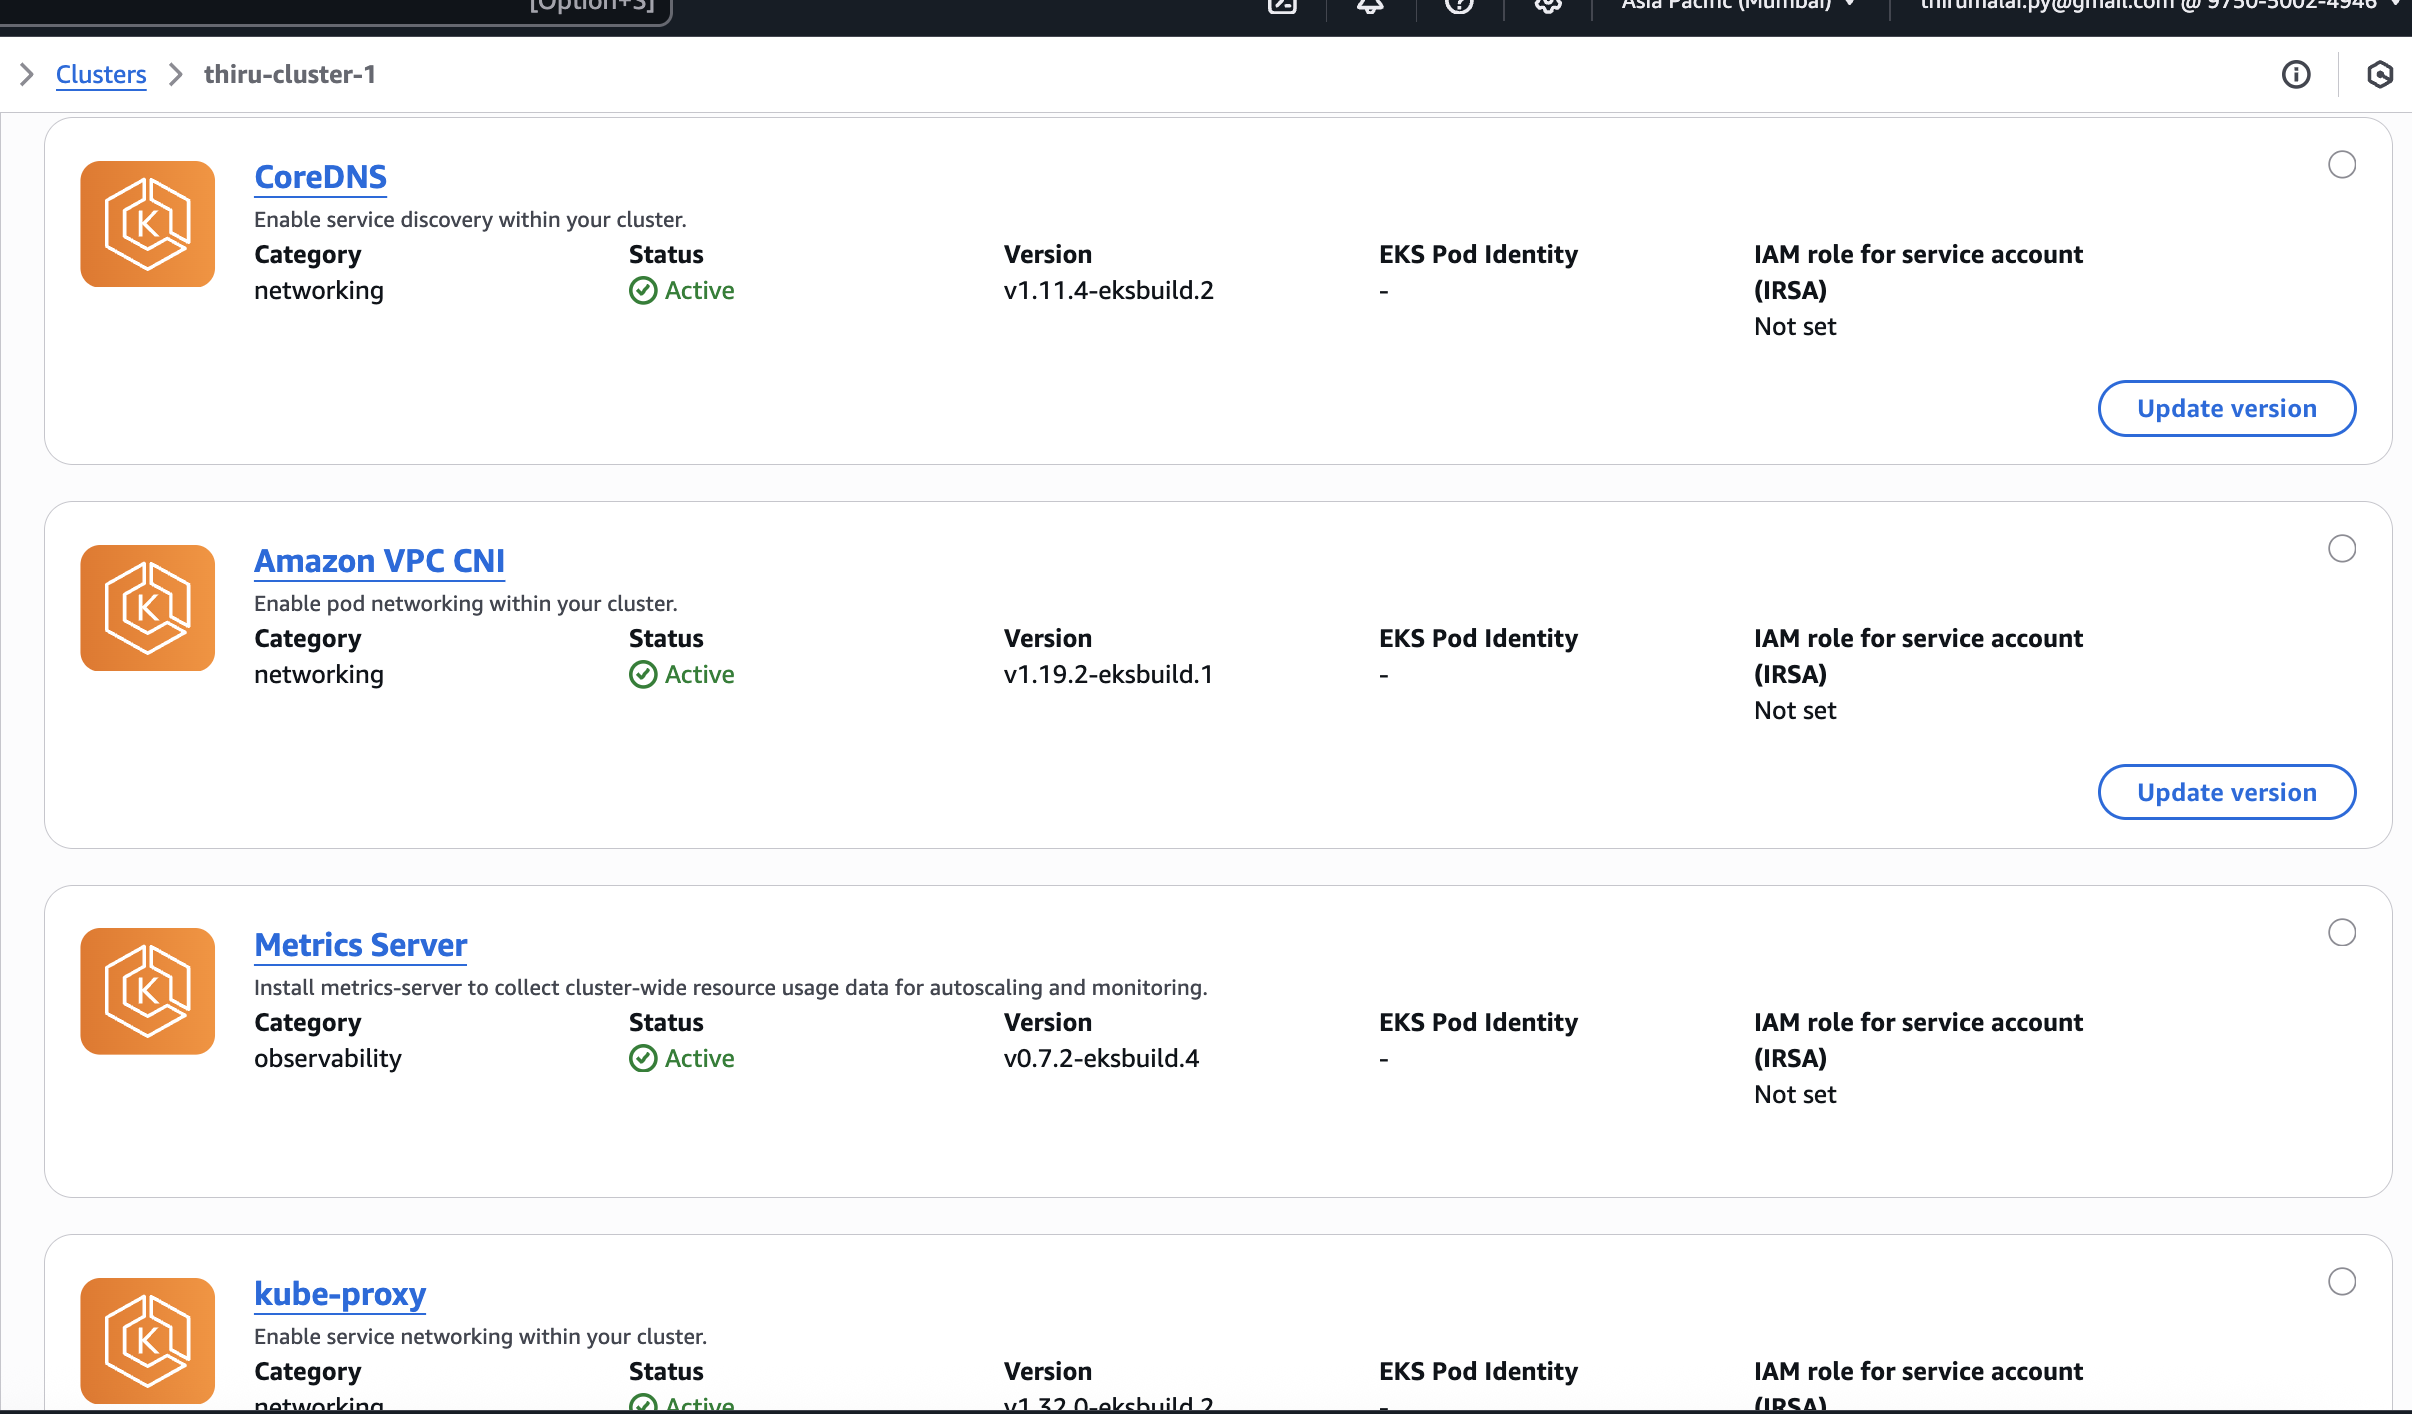 [Option+S]
Asia Pacific (Mumbai)
thirumalai.py@gmail.com @ 9750-5002-4946
Clusters
thiru-cluster-1
CoreDNS
Enable service discovery within your cluster.
Category Status Version EKS Pod Identity IAM role for service account (IRSA)
networking Active v1.11.4-eksbuild.2 - Not set
Update version
Amazon VPC CNI
Enable pod networking within your cluster.
Category Status Version EKS Pod Identity IAM role for service account (IRSA)
networking Active v1.19.2-eksbuild.1 - Not set
Update version
Metrics Server
Install metrics-server to collect cluster-wide resource usage data for autoscaling and monitoring.
Category Status Version EKS Pod Identity IAM role for service account (IRSA)
observability Active v0.7.2-eksbuild.4 - Not set
kube-proxy
Enable service networking within your cluster.
Category Status Version EKS Pod Identity IAM role for service account (IRSA)
networking Active v1.32.0-eksbuild.2 -